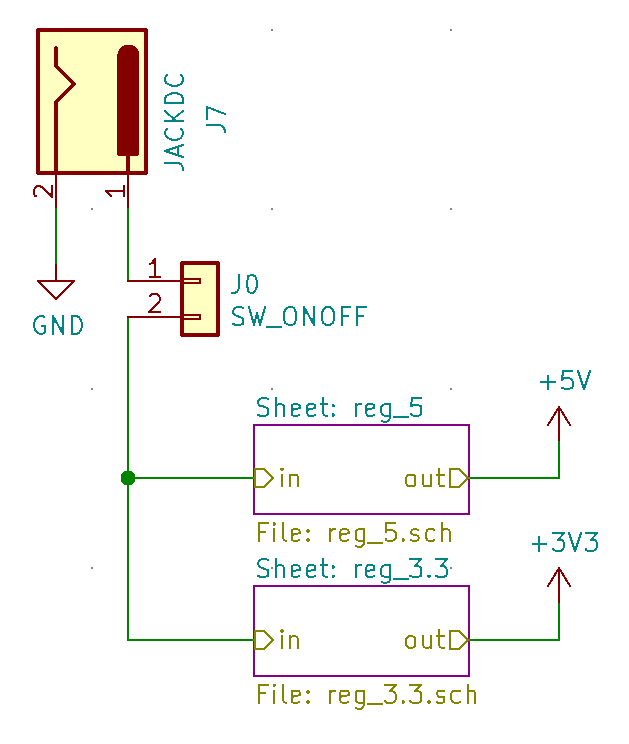 JACKDC
J7
2
1
GND
1
2
J0
SW_ONOFF
+5V
Sheet: reg_5
in
out
File: reg_5.sch
+3V3
Sheet: reg_3.3
in
out
File: reg_3.3.sch